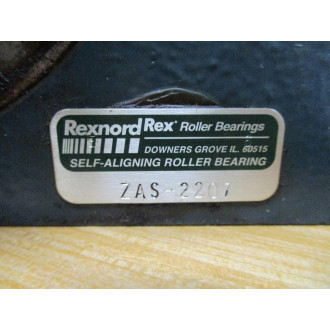 Rexnord Rex® Roller Bearings
DOWNERS GROVE IL. 60515
SELF-ALIGNING ROLLER BEARING
ZAS-2207